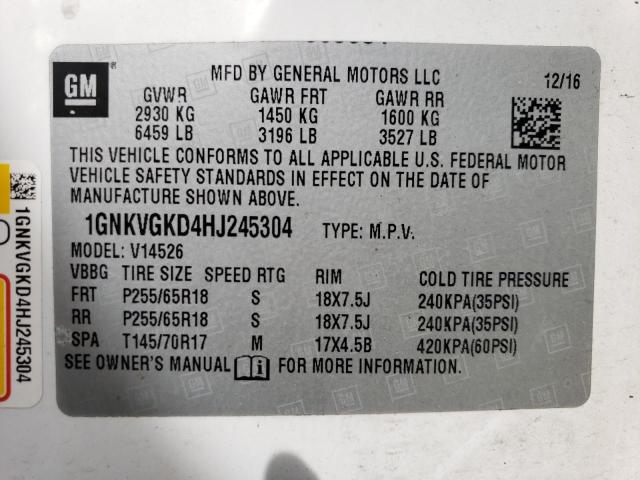 GM
MFD BY GENERAL MOTORS LLC 12/16
GVWR GAWR FRT GAWR RR
2930 KG 1450 KG 1600 KG
6459 LB 3196 LB 3527 LB
THIS VEHICLE CONFORMS TO ALL APPLICABLE U.S. FEDERAL MOTOR
VEHICLE SAFETY STANDARDS IN EFFECT ON THE DATE OF
MANUFACTURE SHOWN ABOVE.
1GNKVGKD4HJ245304 TYPE: M.P.V.
MODEL: V14526
VBBG TIRE SIZE SPEED RTG RIM COLD TIRE PRESSURE
FRT P255/65R18 S 18X7.5J 240KPA(35PSI)
RR P255/65R18 S 18X7.5J 240KPA(35PSI)
SPA T145/70R17 M 17X4.5B 420KPA(60PSI)
SEE OWNER'S MANUAL i FOR MORE INFORMATION.
1GNKVGKD4HJ245304